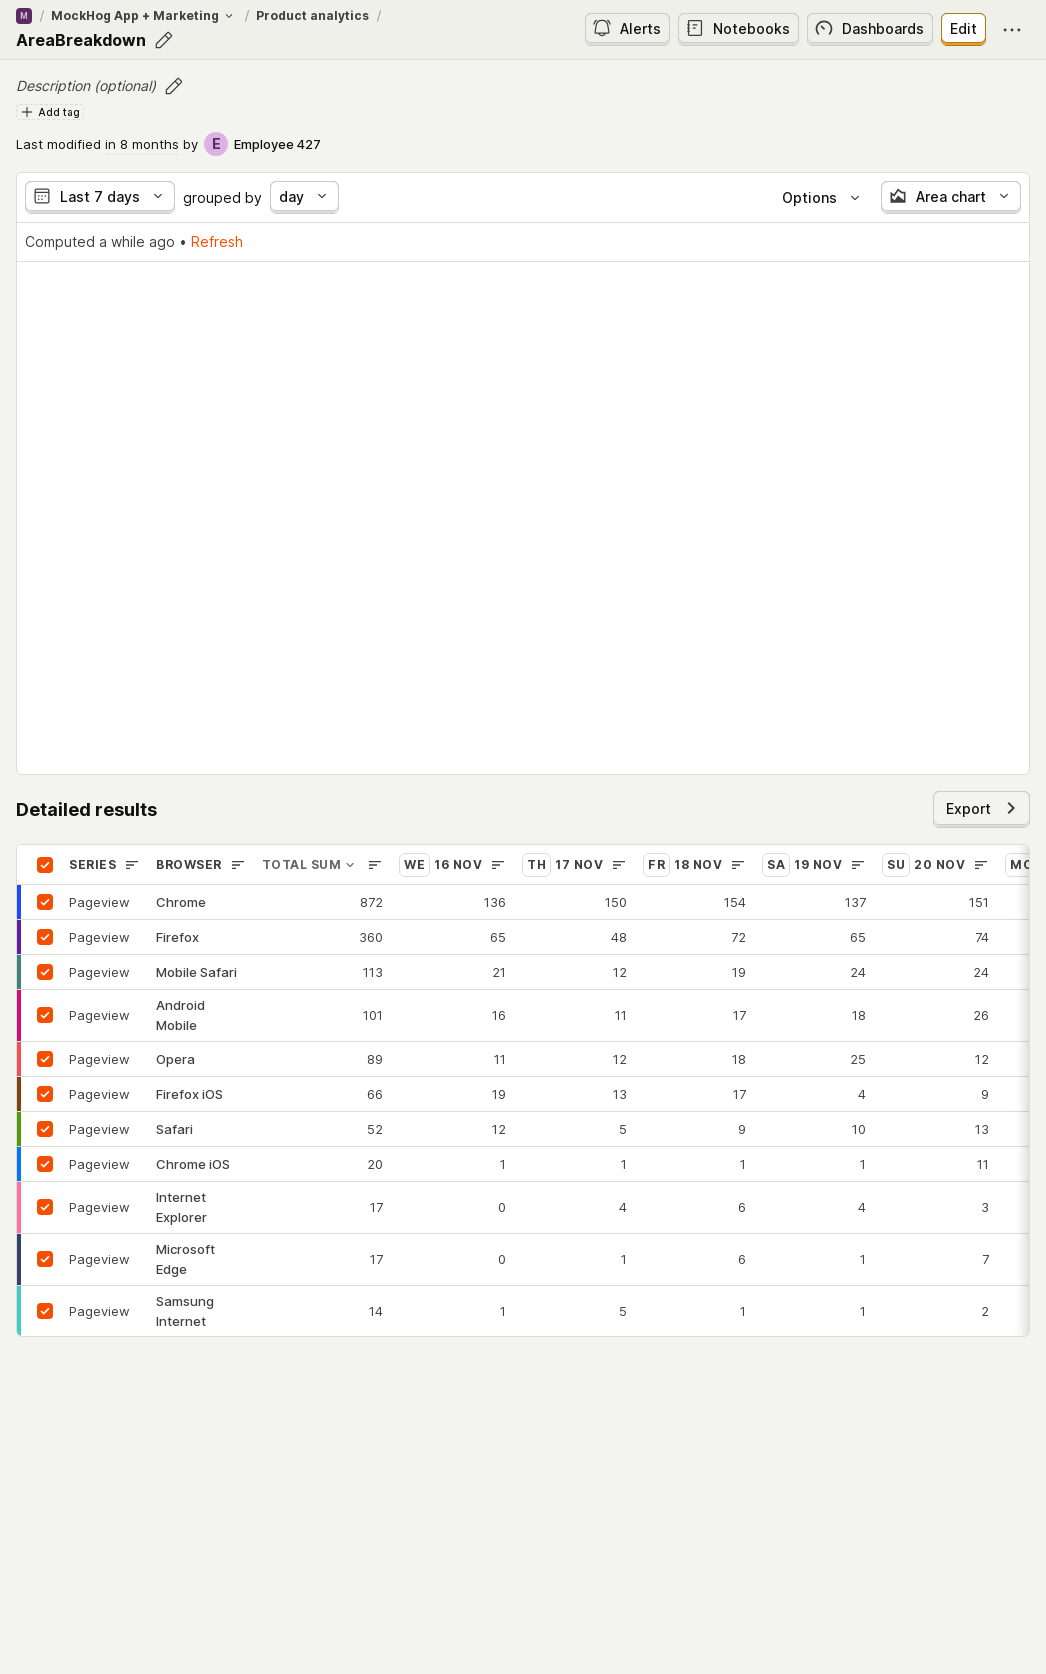 M / MockHog App + Marketing / Product analytics /
AreaBreakdown
Alerts Notebooks Dashboards Edit
Description (optional)
Add tag
Last modified in 8 months by E Employee 427
Last 7 days grouped by day Options Area chart
Computed a while ago • Refresh
Detailed results Export
SERIES BROWSER TOTAL SUM WE 16 NOV TH 17 NOV FR 18 NOV SA 19 NOV SU 20 NOV
Pageview Chrome 872 136 150 154 137 151
Pageview Firefox 360 65 48 72 65 74
Pageview Mobile Safari 113 21 12 19 24 24
Pageview Android Mobile 101 16 11 17 18 26
Pageview Opera 89 11 12 18 25 12
Pageview Firefox iOS 66 19 13 17 4 9
Pageview Safari 52 12 5 9 10 13
Pageview Chrome iOS 20 1 1 1 1 11
Pageview Internet Explorer 17 0 4 6 4 3
Pageview Microsoft Edge 17 0 1 6 1 7
Pageview Samsung Internet 14 1 5 1 1 2